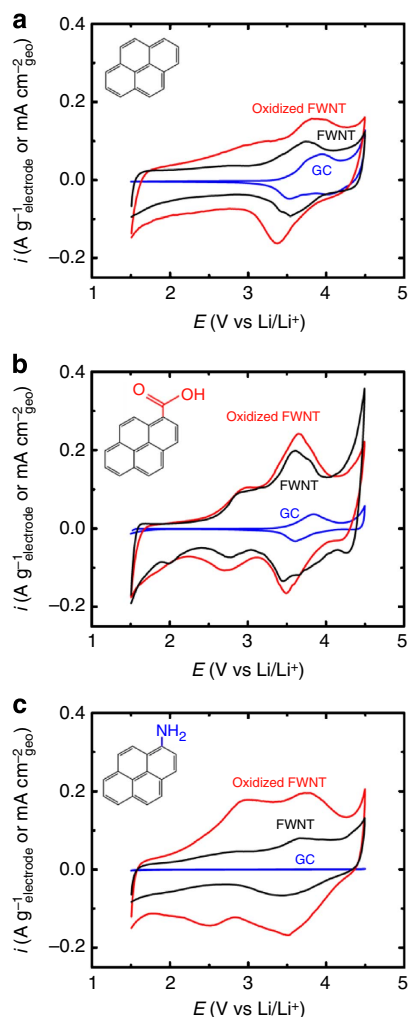 a
0.4
0.2
0.0
−0.2
i (A g⁻¹electrode or mA cm⁻²geo)
Oxidized FWNT
FWNT
GC
1 2 3 4 5
E (V vs Li/Li⁺)
b
0.4
0.2
0.0
−0.2
i (A g⁻¹electrode or mA cm⁻²geo)
O
OH
Oxidized FWNT
FWNT
GC
1 2 3 4 5
E (V vs Li/Li⁺)
c
0.4
0.2
0.0
−0.2
i (A g⁻¹electrode or mA cm⁻²geo)
NH₂
Oxidized FWNT
FWNT
GC
1 2 3 4 5
E (V vs Li/Li⁺)